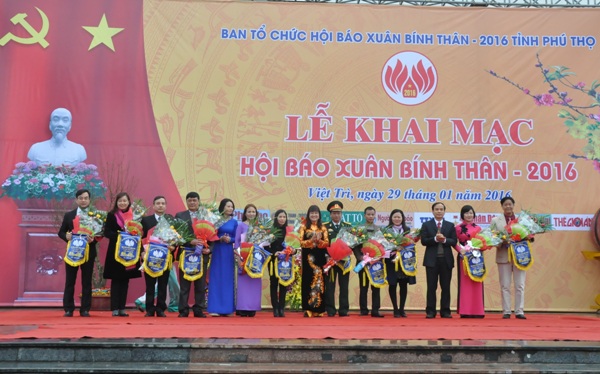 BAN TỔ CHỨC HỘI BÁO XUÂN BÍNH THÂN - 2016 TỈNH PHÚ THỌ
2016
LỄ KHAI MẠC
HỘI BÁO XUÂN BÍNH THÂN - 2016
Việt Trì, ngày 29 tháng 01 năm 2016